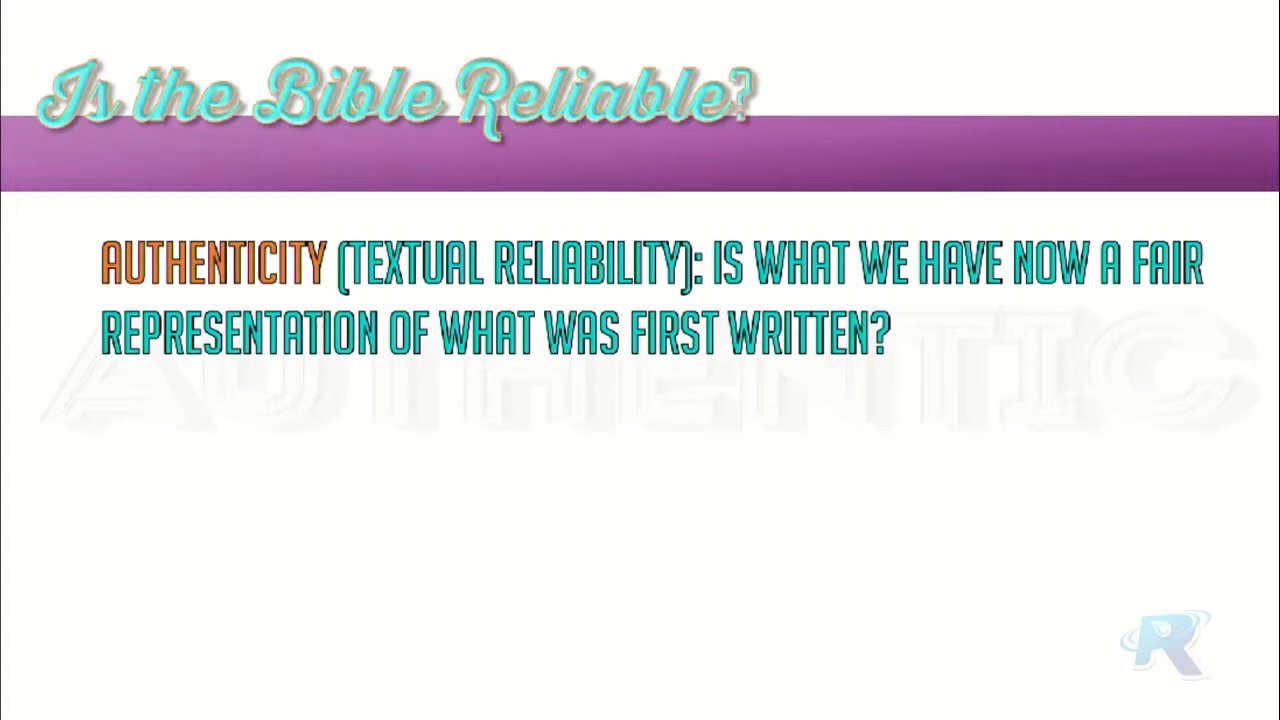 Is the Bible Reliable?
AUTHENTICITY (TEXTUAL RELIABILITY): IS WHAT WE HAVE NOW A FAIR
REPRESENTATION OF WHAT WAS FIRST WRITTEN?
AUTHENTIC
R